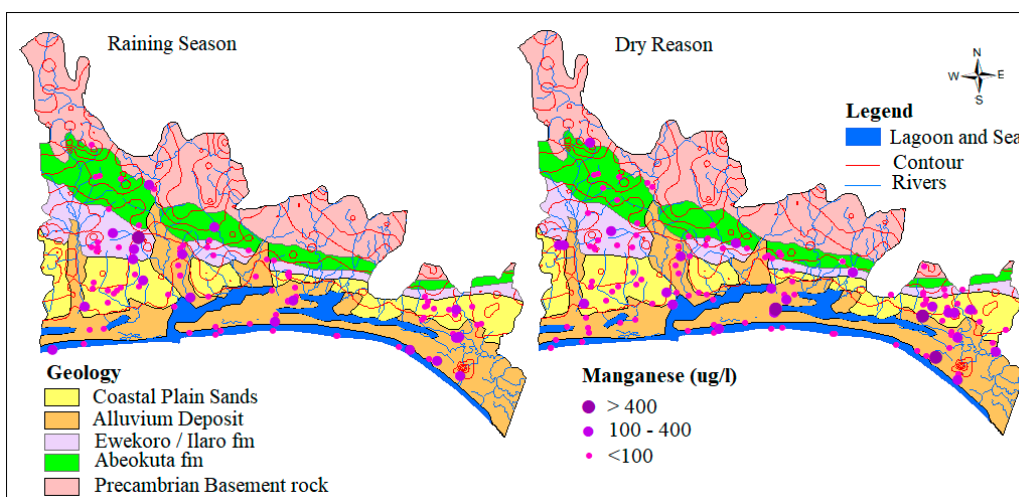 Raining Season
Dry Reason
N
W E
S
Legend
Lagoon and Sea
Contour
Rivers
Geology
Coastal Plain Sands
Alluvium Deposit
Ewekoro / Ilaro fm
Abeokuta fm
Precambrian Basement rock
Manganese (ug/l)
> 400
100 - 400
<100